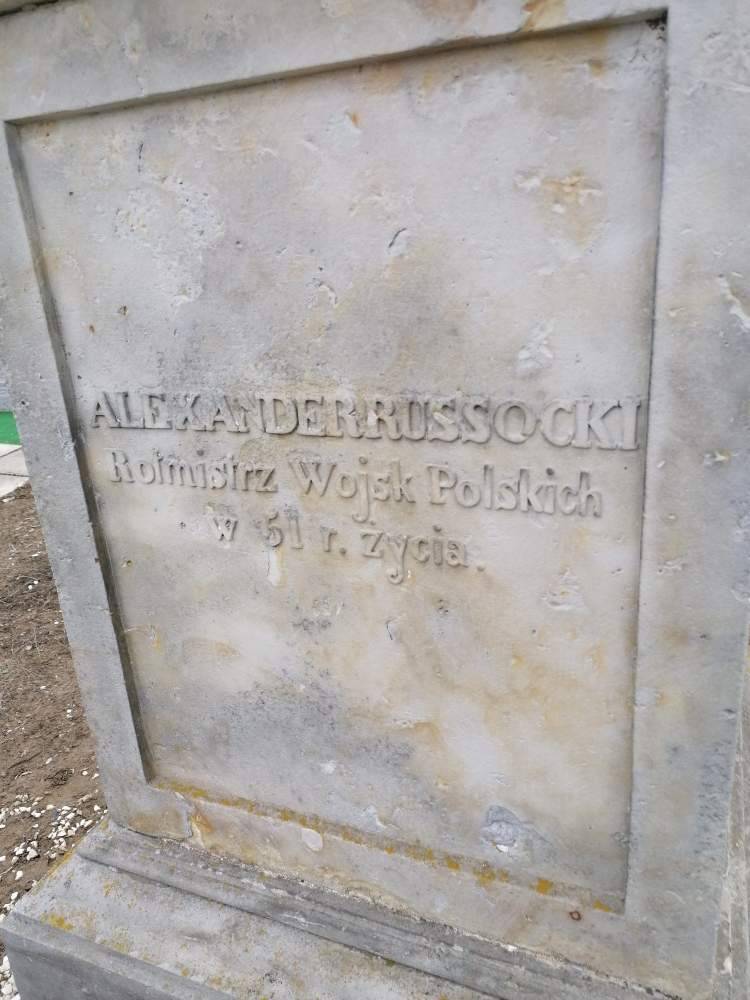 ALEXANDER RUSSOCKI
Rotmistrz Wojsk Polskich
w 51 r. życia.